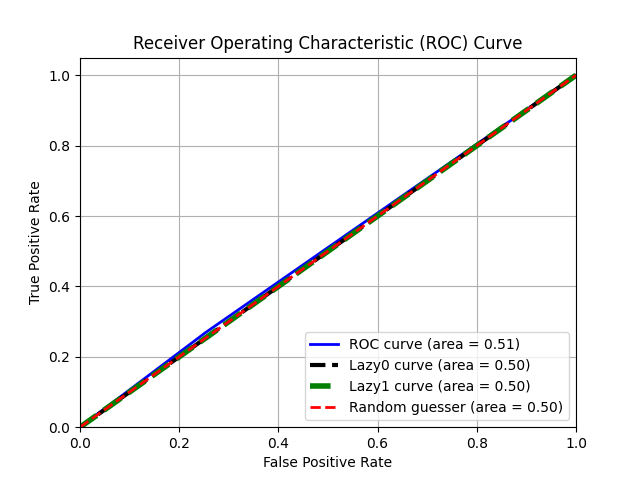 Receiver Operating Characteristic (ROC) Curve
True Positive Rate
1.0
0.8
0.6
0.4
0.2
0.0
ROC curve (area = 0.51)
Lazy0 curve (area = 0.50)
Lazy1 curve (area = 0.50)
Random guesser (area = 0.50)
0.0 0.2 0.4 0.6 0.8 1.0
False Positive Rate